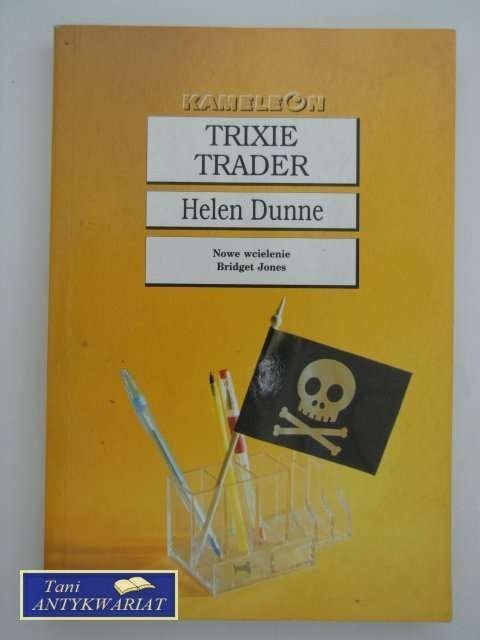 KAMELEON
TRIXIE
TRADER
Helen Dunne
Nowe wcielenie
Bridget Jones
Tani
ANTYKWARIAT